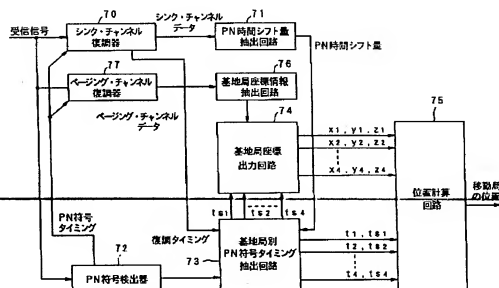 受信信号
70
シンク・チャンネル
復調器
シンク・チャンネル
データ
71
PN時間シフト量
抽出回路
PN時間シフト量
77
ページング・チャンネル
復調器
ページング・チャンネル
データ
76
基地局座標情報
抽出回路
74
基地局座標
出力回路
x1, y1, z1
x2, y2, z2
x4, y4, z4
75
位置計算
回路
移動局
の位置
PN符号
タイミング
72
PN符号検出器
復調タイミング
73
ts1 ts2 ts4
基地局別
PN符号タイミング
抽出回路
t1, ts1
t2, ts2
t4, ts4